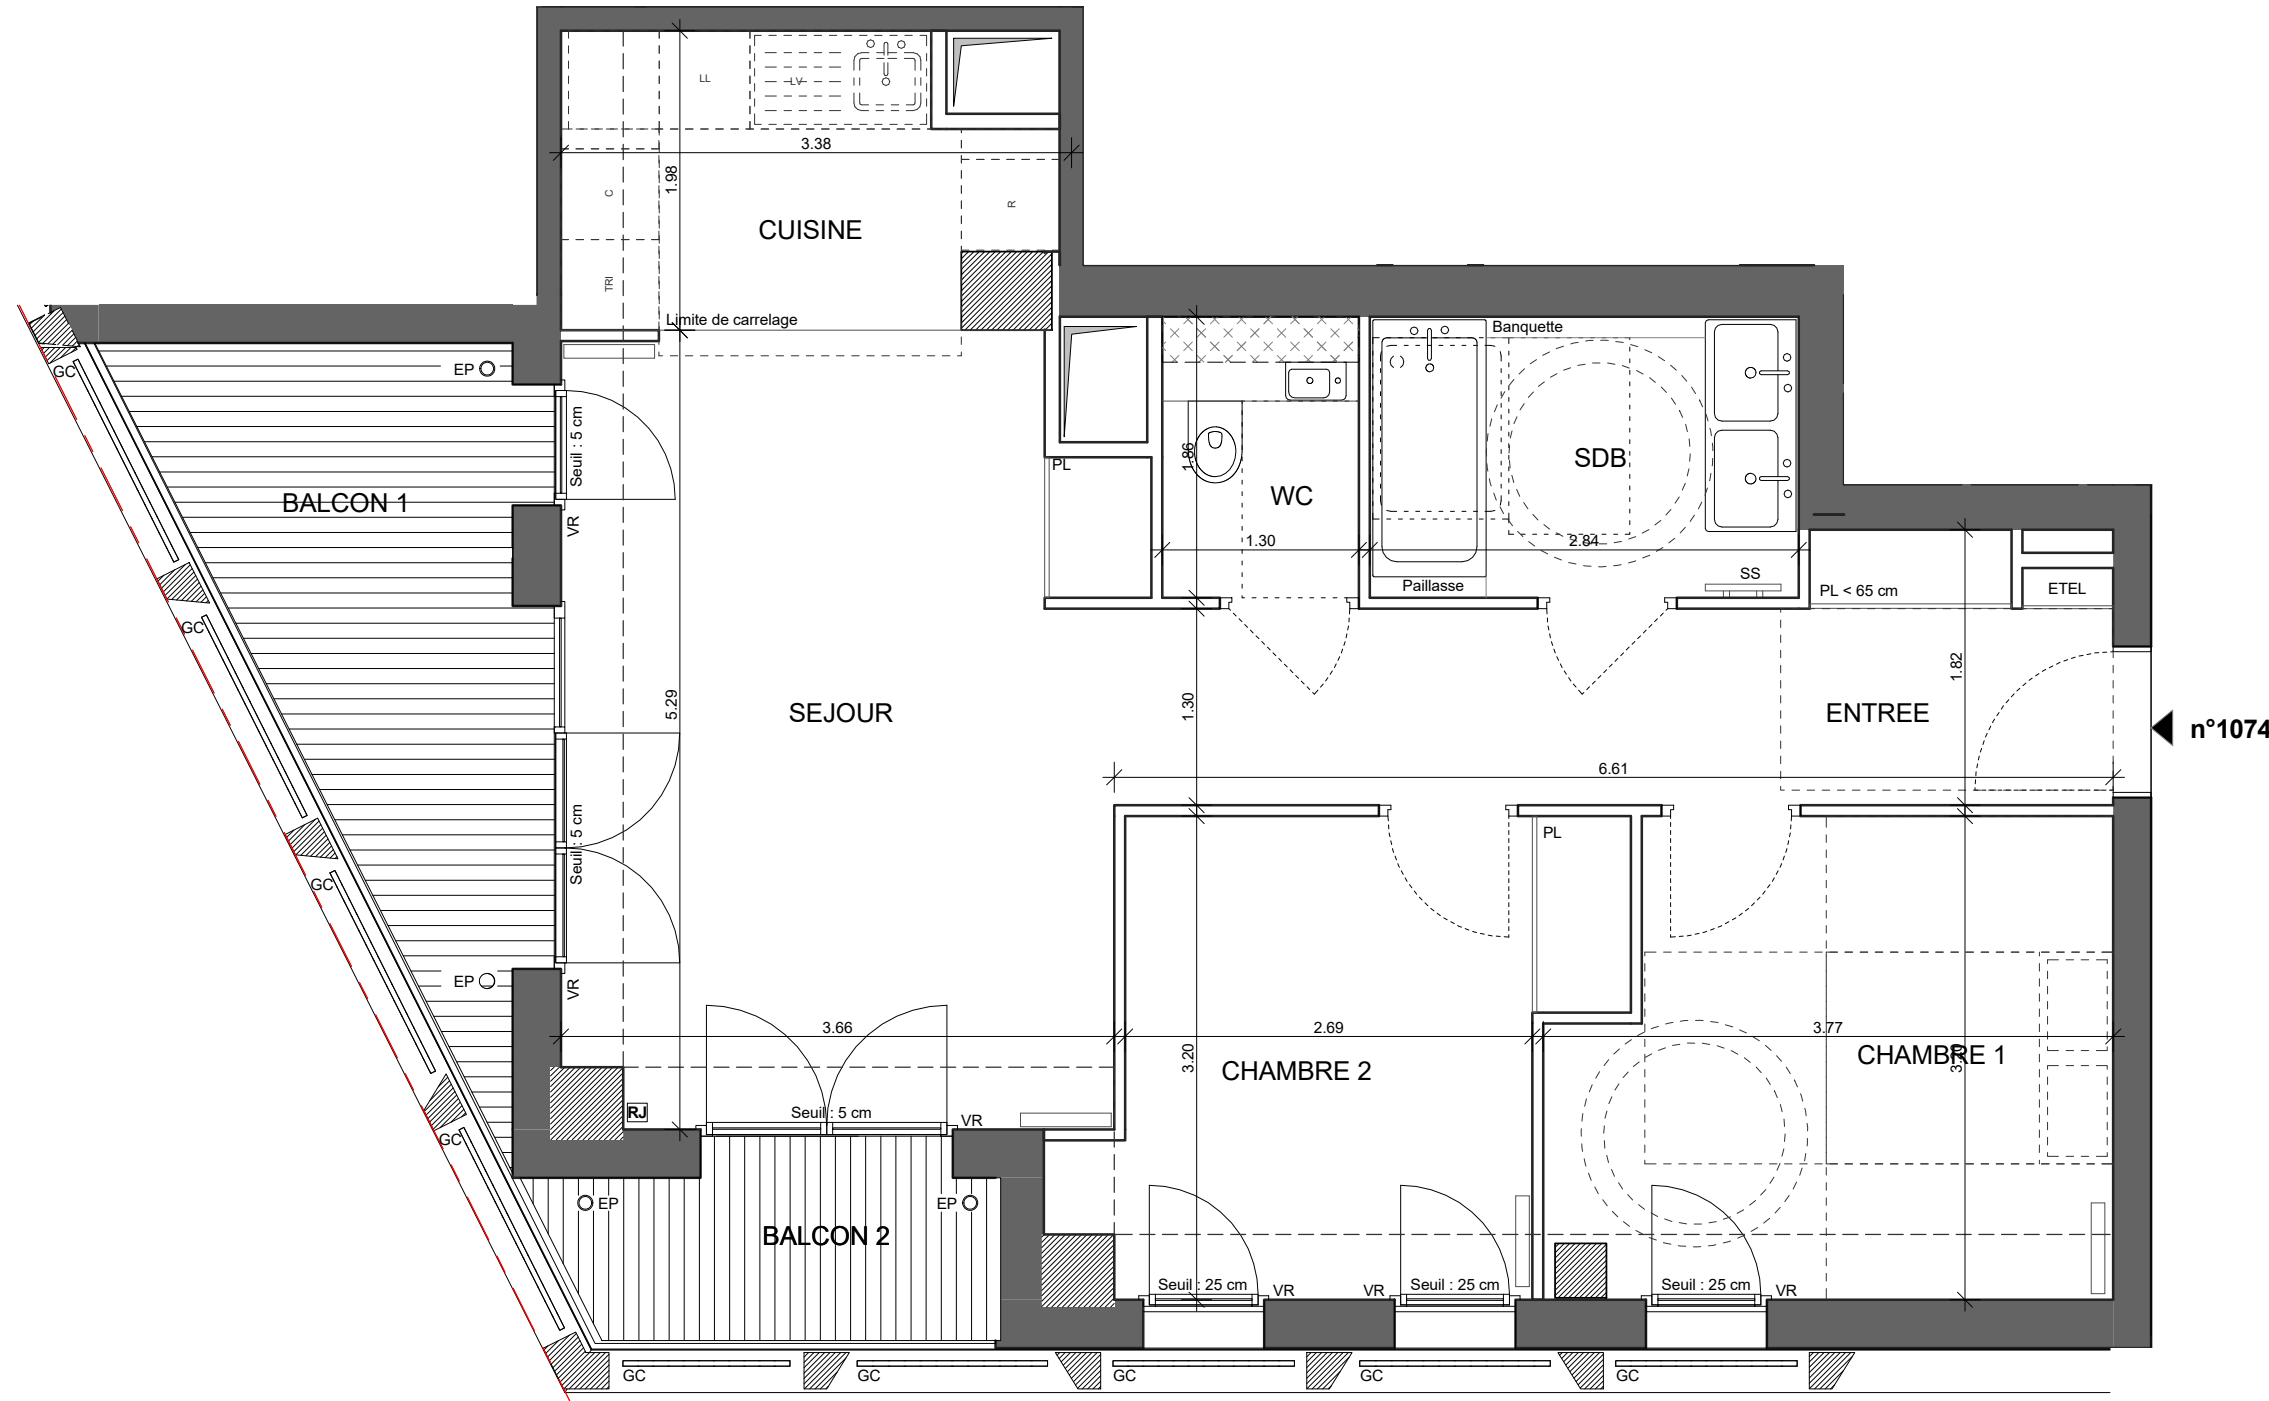 LL
LV
3.38
1.98
C
R
CUISINE
TRI
Limite de carrelage
Banquette
GC
EP
Seuil : 5 cm
PL
1.86
SDB
BALCON 1
WC
VR
1.30
2.84
SS
Paillasse
PL < 65 cm
ETEL
GC
1.82
5.29
1.30
SEJOUR
ENTREE
n°1074
6.61
Seuil : 5 cm
PL
GC
EP
VR
3.66
2.69
3.77
3.20
CHAMBRE 2
CHAMBRE 1
RJ
Seuil : 5 cm
VR
GC
EP
EP
BALCON 2
Seuil : 25 cm
VR
VR
Seuil : 25 cm
Seuil : 25 cm
VR
GC
GC
GC
GC
GC